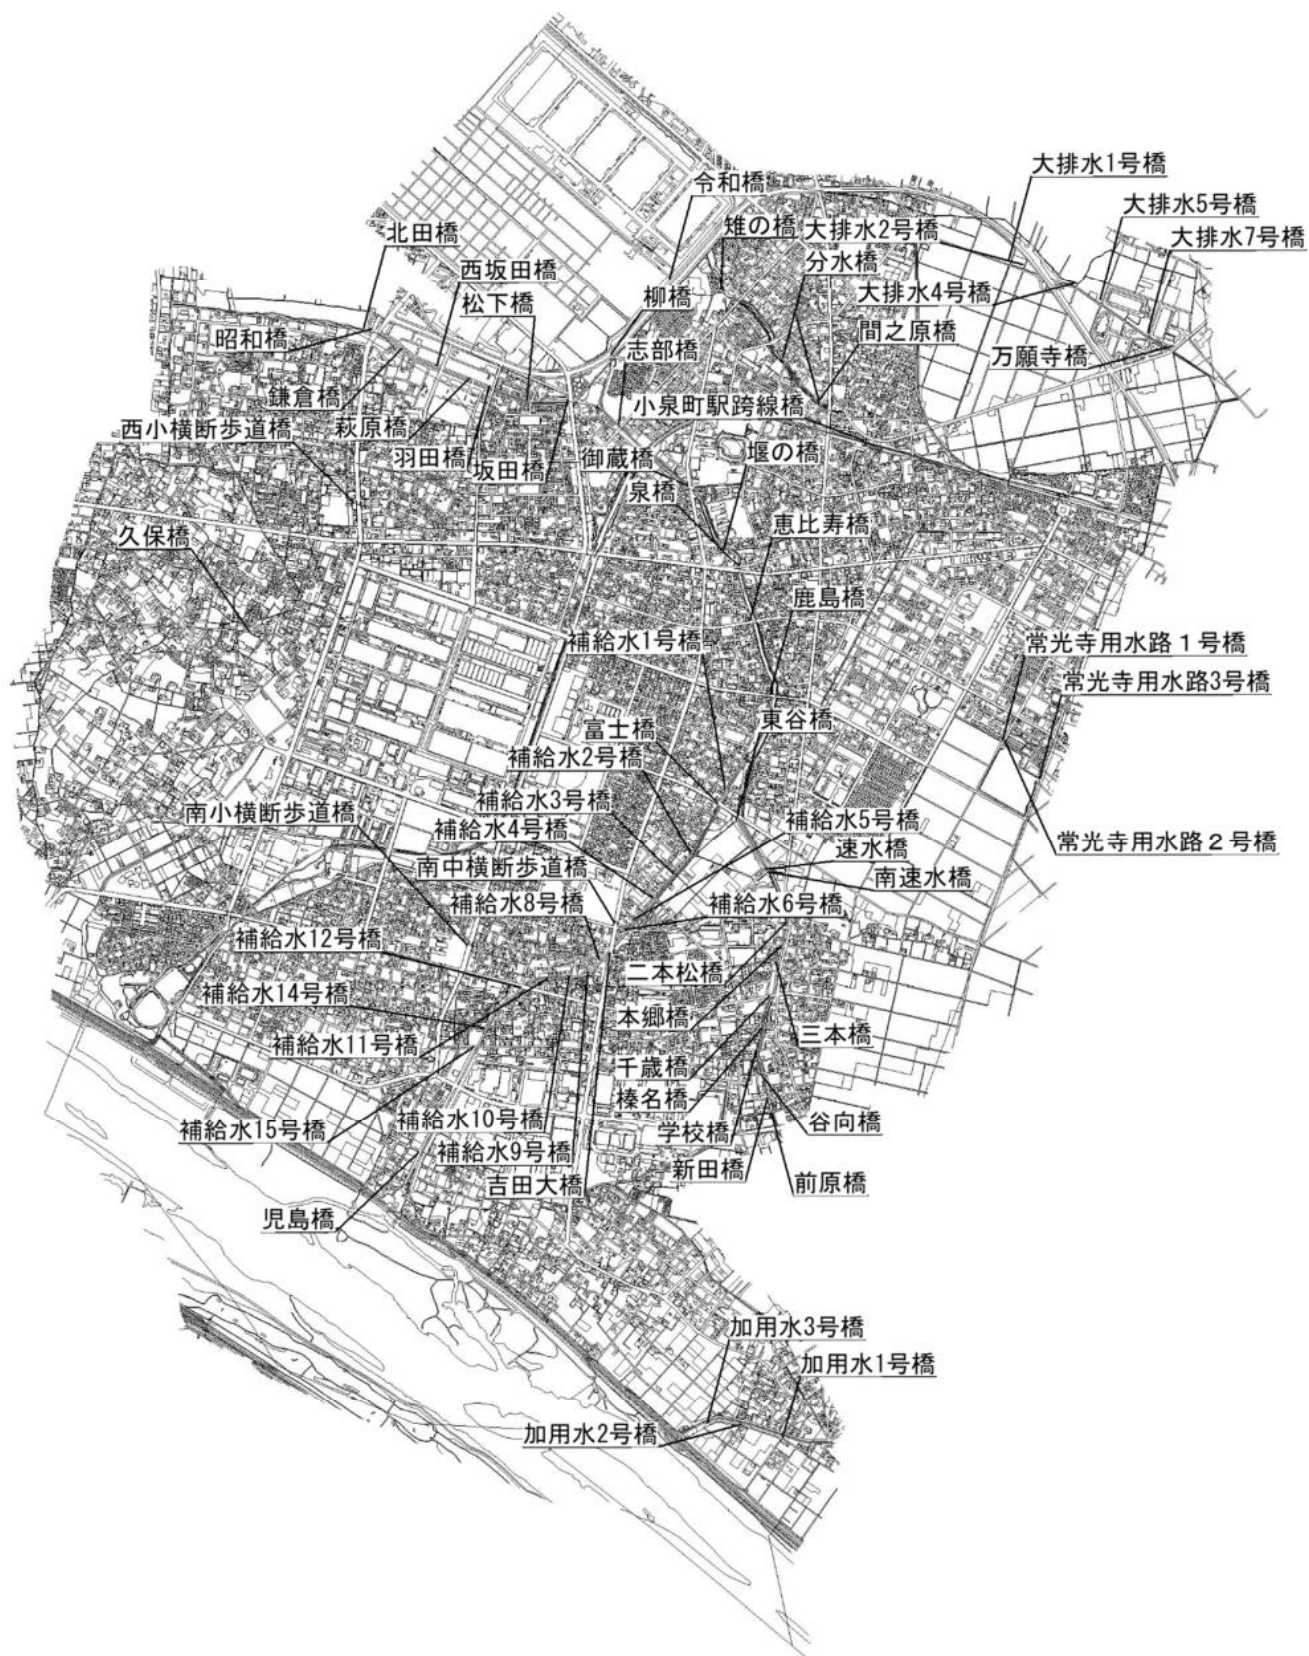 大排水1号橋
令和橋
大排水5号橋
雉の橋
大排水2号橋
北田橋
大排水7号橋
西坂田橋
分水橋
柳橋
大排水4号橋
松下橋
昭和橋
間之原橋
志部橋
万願寺橋
鎌倉橋
小泉町駅跨線橋
西小横断歩道橋
萩原橋
羽田橋
御蔵橋
堰の橋
坂田橋
泉橋
恵比寿橋
久保橋
鹿島橋
補給水1号橋
常光寺用水路1号橋
常光寺用水路3号橋
東谷橋
富士橋
補給水2号橋
補給水3号橋
南小横断歩道橋
補給水5号橋
補給水4号橋
速水橋
常光寺用水路2号橋
南中横断歩道橋
南速水橋
補給水8号橋
補給水6号橋
補給水12号橋
二本松橋
補給水14号橋
本郷橋
三本橋
補給水11号橋
千歳橋
榛名橋
補給水10号橋
谷向橋
補給水15号橋
学校橋
補給水9号橋
新田橋
吉田大橋
前原橋
児島橋
加用水3号橋
加用水1号橋
加用水2号橋